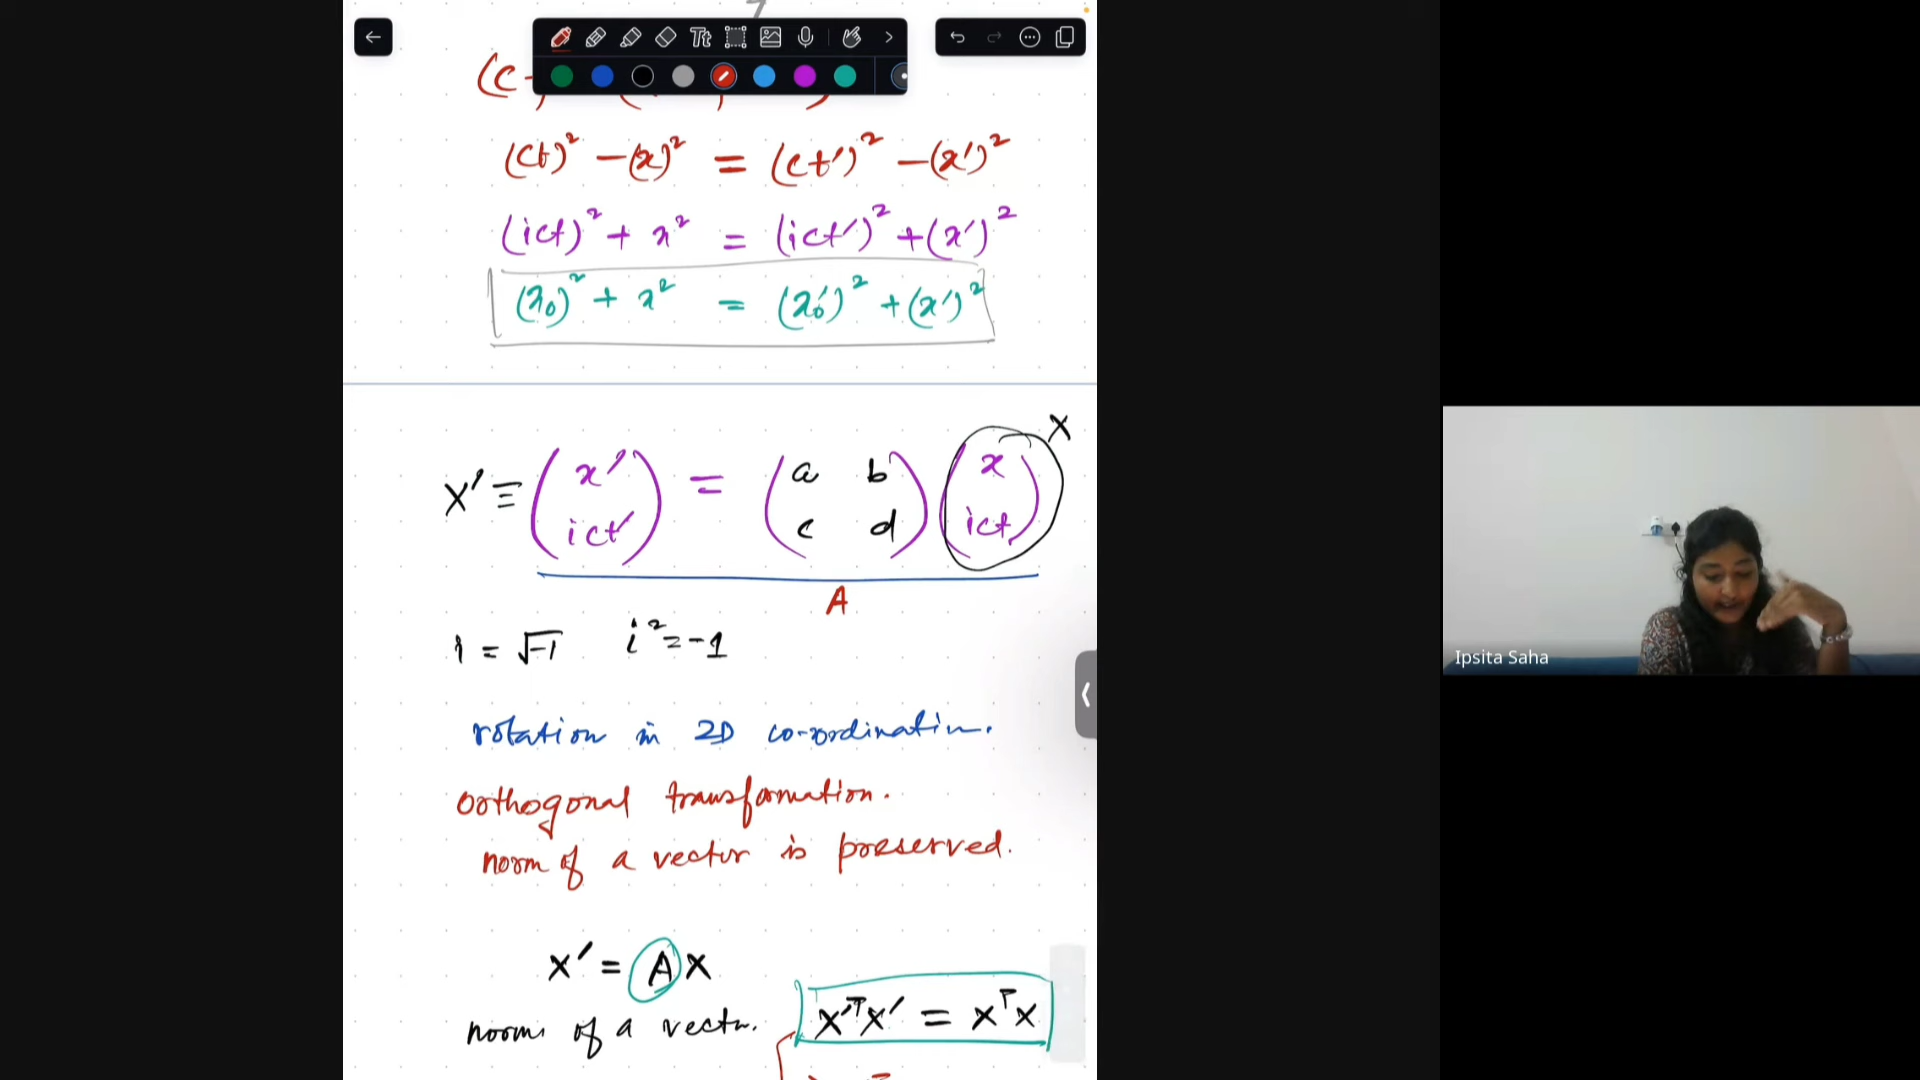 (ct)² - (x)² = (ct′)² - (x′)²
(ict)² + x² = (ict′)² + (x′)²
(x₀)² + x² = (x₀′)² + (x′)²
X
X′ ≡ (x′ ict′) = (a b c d) (x ict)
A
i = √-1 i² = -1
rotation in 2D co-ordination.
orthogonal transformation.
norm of a vector is preserved.
X′ = A X
norm of a vector.
X′ᵀX′ = XᵀX
Tt
Ipsita Saha